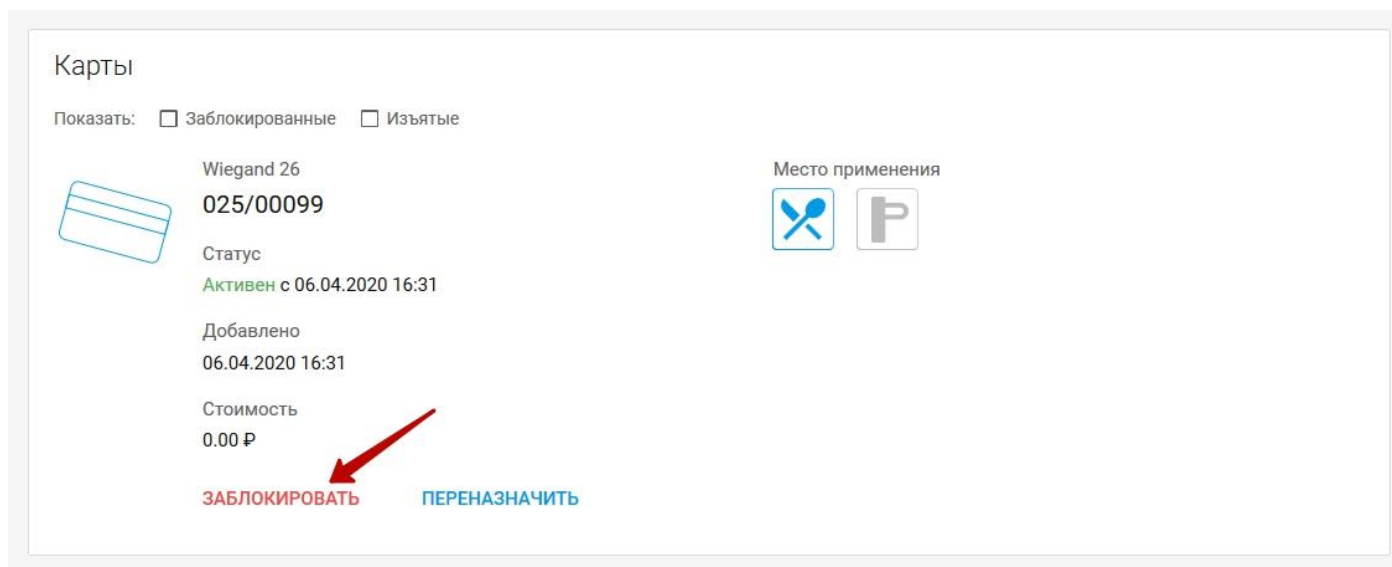 Карты
Показать: Заблокированные Изъятые
Wiegand 26
025/00099
Статус
Активен с 06.04.2020 16:31
Добавлено
06.04.2020 16:31
Стоимость
0.00 ₽
ЗАБЛОКИРОВАТЬ ПЕРЕНАЗНАЧИТЬ
Место применения